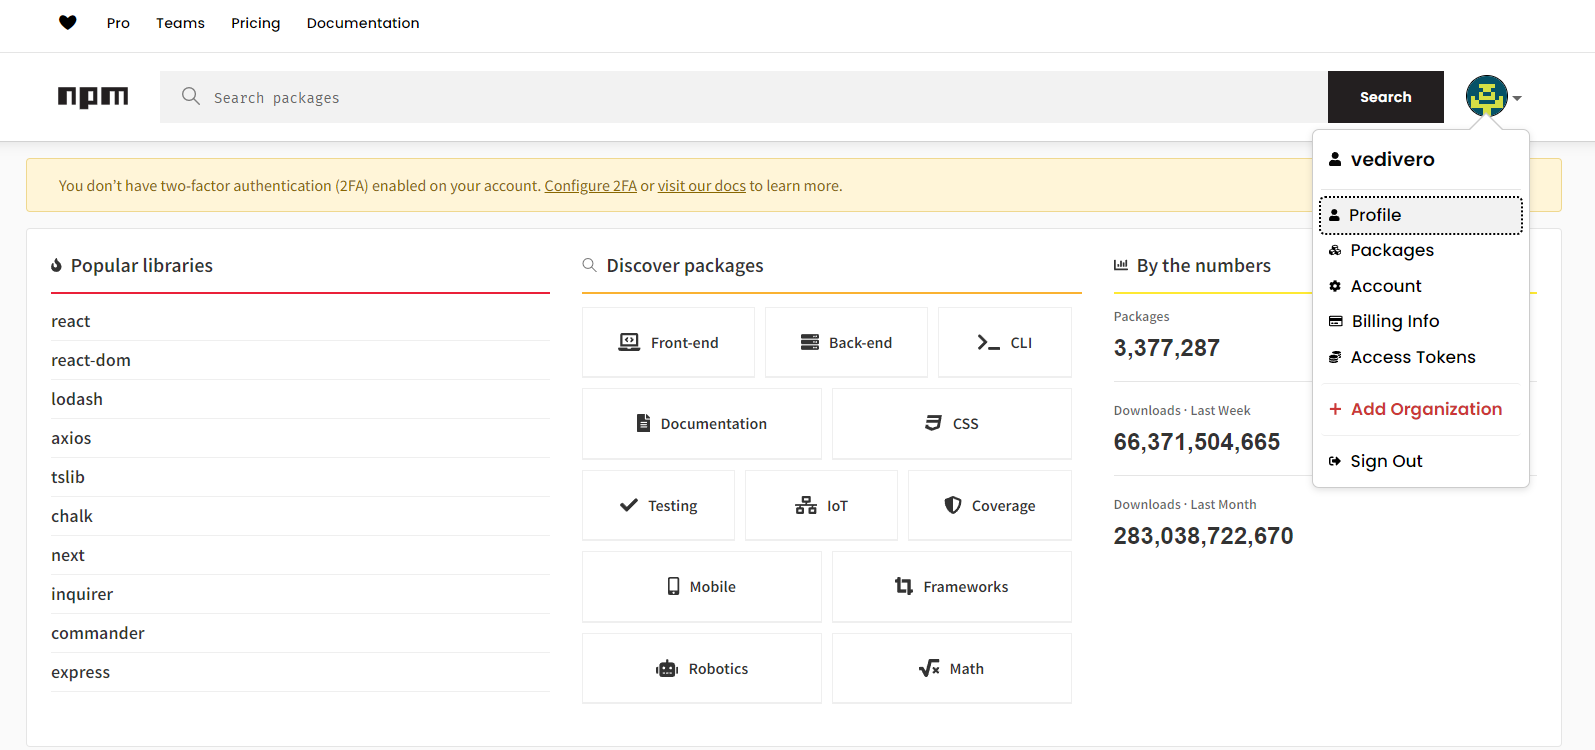 Pro Teams Pricing Documentation
npm Search packages Search
You don't have two-factor authentication (2FA) enabled on your account. Configure 2FA or visit our docs to learn more.
Popular libraries
react
react-dom
lodash
axios
tslib
chalk
next
inquirer
commander
express
Discover packages
Front-end Back-end CLI
Documentation CSS
Testing IoT Coverage
Mobile Frameworks
Robotics Math
By the numbers
Packages
3,377,287
Downloads · Last Week
66,371,504,665
Downloads · Last Month
283,038,722,670
vedivero
Profile
Packages
Account
Billing Info
Access Tokens
+ Add Organization
Sign Out